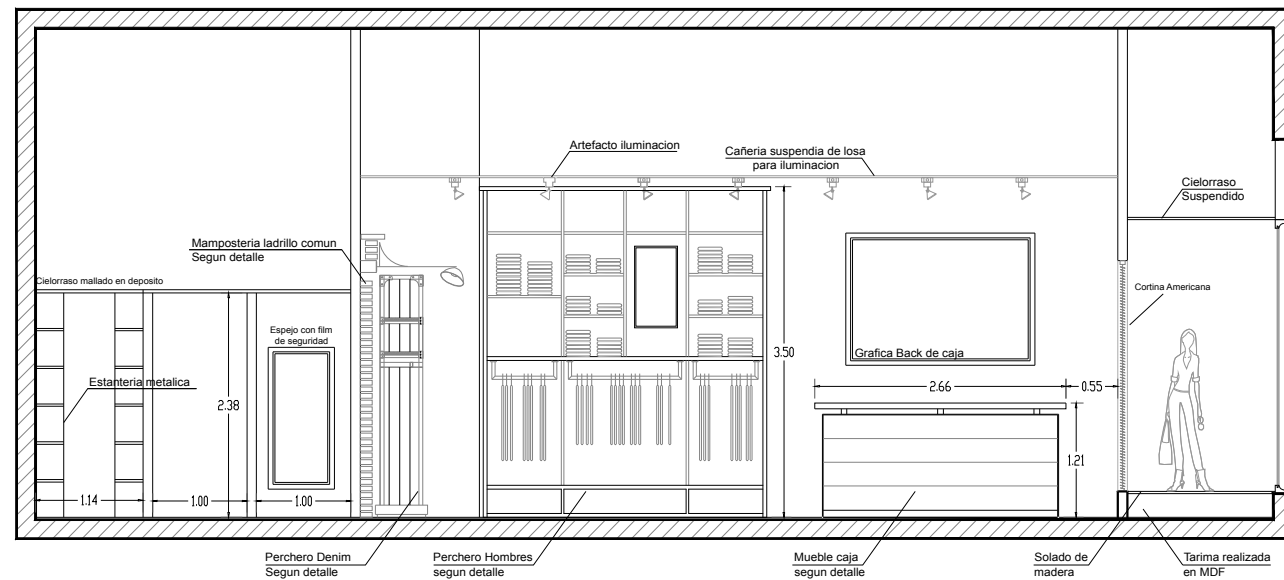 Artefacto iluminacion
Cañeria suspendia de losa
para iluminacion
Cielorraso
Suspendido
Mamposteria ladrillo comun
Segun detalle
Cielorraso mallado en deposito
Cortina Americana
Espejo con film
de seguridad
3.50
Grafica Back de caja
Estanteria metalica
2.66
0.55
2.38
1.21
1.14
1.00
1.00
Perchero Denim
Segun detalle
Perchero Hombres
segun detalle
Mueble caja
segun detalle
Solado de
madera
Tarima realizada
en MDF